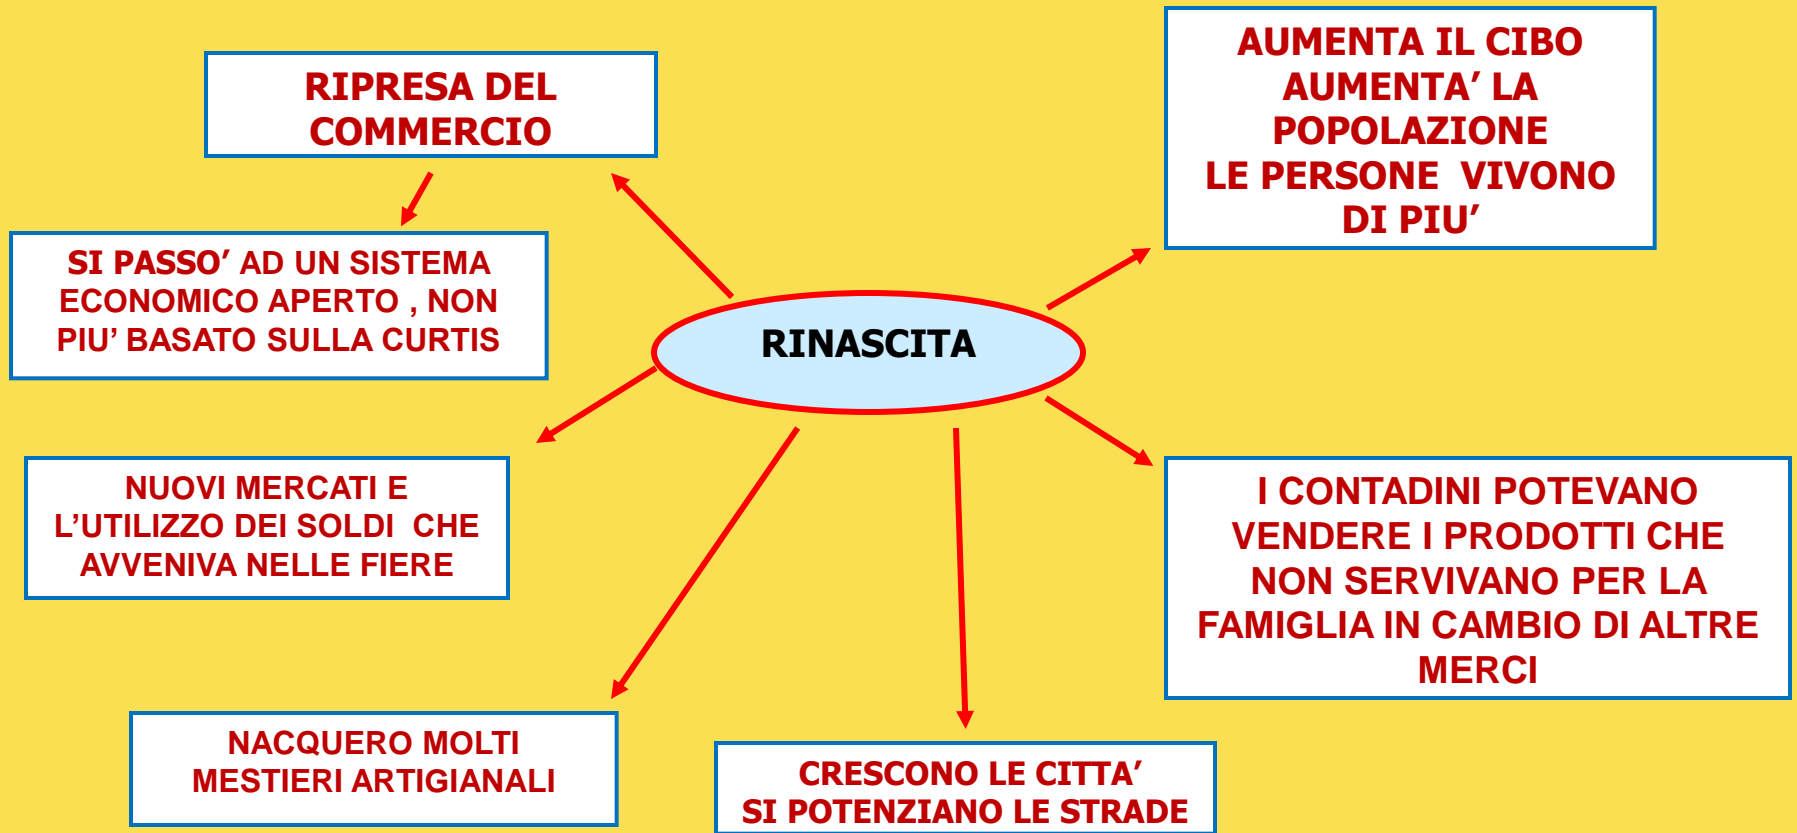 RIPRESA DEL
COMMERCIO
AUMENTA IL CIBO
AUMENTA’ LA
POPOLAZIONE
LE PERSONE  VIVONO
DI PIU’
SI PASSO’ AD UN SISTEMA
ECONOMICO APERTO , NON
PIU’ BASATO SULLA CURTIS
RINASCITA
NUOVI MERCATI E
L’UTILIZZO DEI SOLDI  CHE
AVVENIVA NELLE FIERE
I CONTADINI POTEVANO
VENDERE I PRODOTTI CHE
NON SERVIVANO PER LA
FAMIGLIA IN CAMBIO DI ALTRE
MERCI
NACQUERO MOLTI
MESTIERI ARTIGIANALI
CRESCONO LE CITTA’
SI POTENZIANO LE STRADE